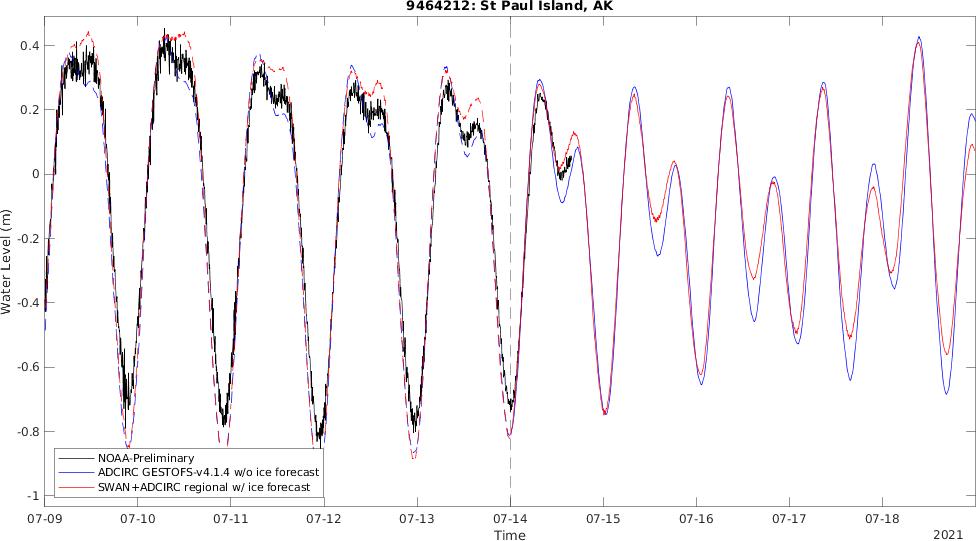 9464212: St Paul Island, AK
Water Level (m)
0.4
0.2
0
-0.2
-0.4
-0.6
-0.8
-1
NOAA-Preliminary
ADCIRC GESTOFS-v4.1.4 w/o ice forecast
SWAN+ADCIRC regional w/ ice forecast
07-09 07-10 07-11 07-12 07-13 07-14 07-15 07-16 07-17 07-18
Time
2021